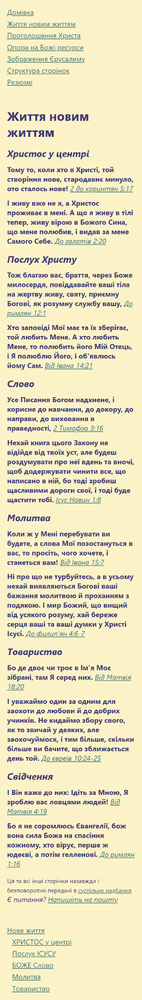 Домівка
Життя новим життям
Проголошення Христа
Опора на Божі ресурси
Зображення Єрусалиму
Структура сторінок
Резюме
Життя новим
життям
Христос у центрі
Тому то, коли хто в Христі, той
створіння нове, стародавнє минуло,
ото сталось нове! 2 до коринтян 5:17
І живу вже не я, а Христос
проживає в мені. А що я живу в тілі
тепер, живу вірою в Божого Сина,
що мене полюбив, і видав за мене
Самого Себе. До галатів 2:20
Послух Христу
Тож благаю вас, браття, через Боже
милосердя, повіддавайте ваші тіла
на жертву живу, святу, приємну
Богові, як розумну службу вашу, До
римлян 12:1
Хто заповіді Мої має та їх зберігає,
той любить Мене. А хто любить
Мене, то полюбить його Мій Отець,
і Я полюблю Його, і об'явлюсь
йому Сам. Від Івана 14:21
Слово
Усе Писання Богом надхнене, і
корисне до навчання, до докору, до
направи, до виховання в
праведності, 2 Тимофію 3:16
Нехай книга цього Закону не
відійде від твоїх уст, але будеш
роздумувати про неї вдень та вночі,
щоб додержувати чинити все, що
написано в ній, бо тоді зробиш
щасливими дороги свої, і тоді буде
щастити тобі. Ісус Навин 1:8
Молитва
Коли ж у Мені перебувати ви
будете, а слова Мої позостануться в
вас, то просіть, чого хочете, і
станеться вам! Від Івана 15:7
Ні про що не турбуйтесь, а в усьому
нехай виявляються Богові ваші
бажання молитвою й проханням з
подякою. І мир Божий, що вищий
від усякого розуму, хай береже
серця ваші та ваші думки у Христі
Ісусі. До филип'ян 4:6-7
Товариство
Бо де двоє чи троє в Ім'я Моє
зібрані, там Я серед них. Від Матвія
18:20
І уважаймо один за одним для
заохоти до любови й до добрих
учинків. Не кидаймо збору свого,
як то звичай у деяких, але
заохочуймося, і тим більше, скільки
більше ви бачите, що зближається
день той. До євреїв 10:24-25
Свідчення
І Він каже до них: Ідіть за Мною, Я
зроблю вас ловцями людей! Від
Матвія 4:19
Бо я не соромлюсь Євангелії, бож
вона сила Божа на спасіння
кожному, хто вірує, перше ж
юдеєві, а потім гелленові. До римлян
1:16
Ця та всі інші сторінки назавжди і
безповоротно передані в суспільне надбання
Є питання? Напишіть на пошту
Нове життя
ХРИСТОС у центрі
Послух ІСУСУ
БОЖЕ Слово
Молитва
Товариство